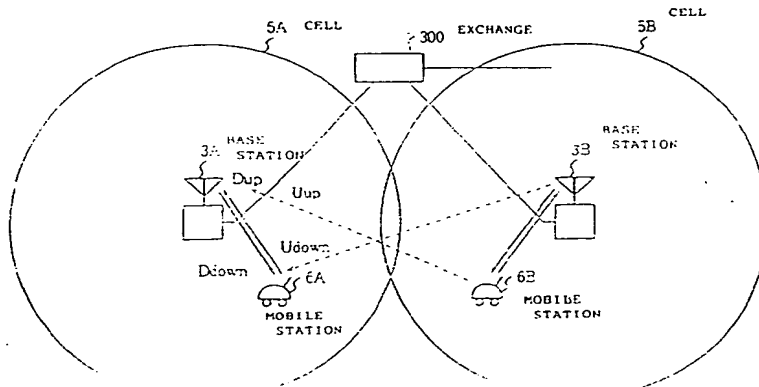 5A CELL
300 EXCHANGE
5B CELL
3A BASE STATION
3B BASE STATION
Dup
Uup
Udown
Ddown
6A
MOBILE STATION
6B
MOBILE STATION